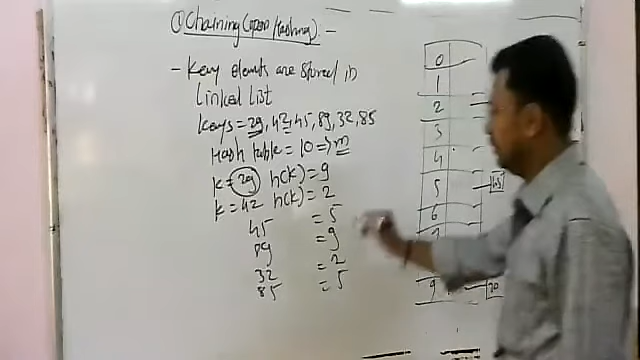 ① Chaining (open Hashing) -
- Key elements are stored in
Linked List
Keys = 29, 42, 45, 89, 32, 85
Hash table = 10 => m
k = 29 h(k) = 9
k = 42 h(k) = 2
45 = 5
89 = 9
32 = 2
85 = 5
0
1
2
3
4
5 45
6
7
9